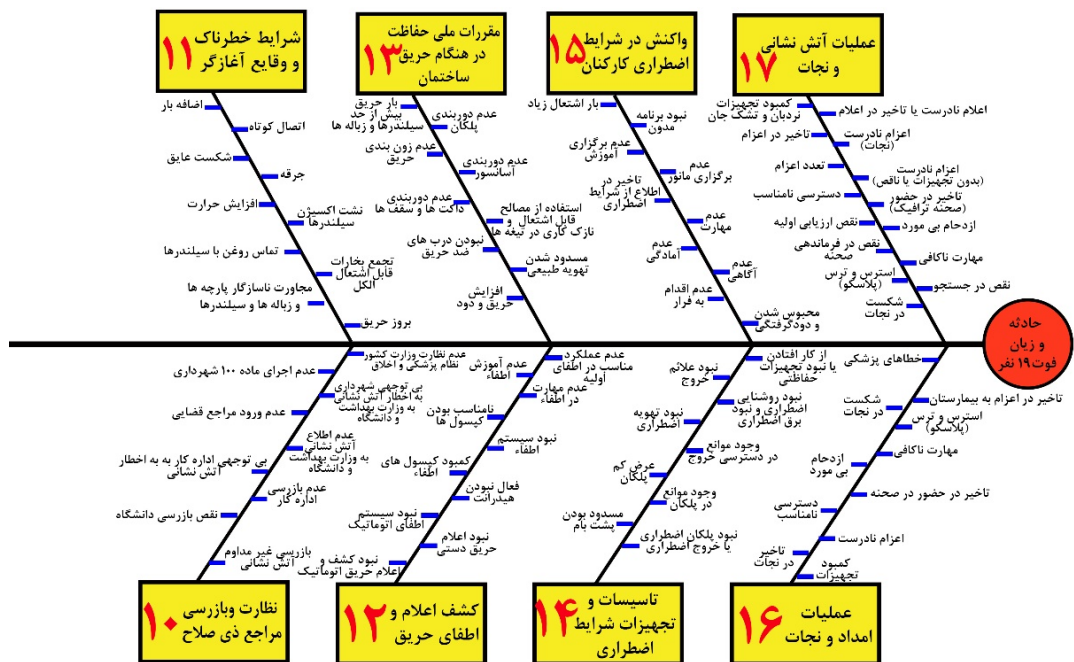 شرایط خطرناک
و وقایع آغازگر
۱۱
اضافه بار
اتصال کوتاه
شکست عایق
جرقه
افزایش حرارت
نشت اکسیژن
سیلندرها
تماس روغن با سیلندرها
تجمع بخارات
قابل اشتعال
الکل
مجاورت ناسازگار پارچه ها
و زباله ها و سیلندرها
بروز حریق
مقررات ملی حفاظت
در هنگام حریق
ساختمان
۱۳
بار حریق
بیش از حد
سیلندرها و زباله ها
عدم دوربندی
پلکان
عدم زون بندی
حریق
عدم دوربندی
آسانسور
عدم دوربندی
داکت ها و سقف ها
استفاده از مصالح
قابل اشتعال و
نازک کاری در تیغه ها
نبودن درب های
ضد حریق
مسدود شدن
تهویه طبیعی
افزایش
حریق و دود
واکنش در شرایط
اضطراری کارکنان
۱۵
بار اشتعال زیاد
نبود برنامه
مدون
عدم برگزاری
آموزش
عدم
برگزاری مانور
تاخیر در
اطلاع از شرایط
اضطراری
عدم
مهارت
عدم
آمادگی
عدم
آگاهی
عدم اقدام
به فرار
محبوس شدن
و دودگرفتگی
عملیات آتش نشانی
و نجات
۱۷
کمبود تجهیزات
نردبان و تشک جان
اعلام نادرست یا تاخیر در اعلام
تاخیر در اعزام
اعزام نادرست
(نجات)
تعدد اعزام
اعزام نادرست
(بدون تجهیزات یا ناقص)
دسترسی نامناسب
تاخیر در حضور
(صحنه ترافیک)
نقص ارزیابی اولیه
ازدحام بی مورد
نقص در فرماندهی
صحنه
مهارت ناکافی
استرس و ترس
(پلاسکو)
نقص در جستجو
شکست
در نجات
حادثه
و زیان
فوت ۱۹ نفر
عدم نظارت وزارت کشور
نظام پزشکی و اخلاق
عدم اجرای ماده ۱۰۰ شهرداری
بی توجهی شهرداری
به اخطار آتش نشانی
به وزارت بهداشت
و دانشگاه
عدم ورود مراجع قضایی
عدم اطلاع
آتش نشانی
به وزارت بهداشت
و دانشگاه
بی توجهی اداره کار به به اخطار
آتش نشانی
عدم بازرسی
اداره کار
نقص بازرسی دانشگاه
بازرسی غیر مداوم
آتش نشانی
نظارت وبازرسی
مراجع ذی صلاح
۱۰
عدم عملکرد
مناسب در اطفای
اولیه
عدم آموزش
اطفاء
عدم مهارت
در اطفاء
نامناسب بودن
کپسول ها
نبود سیستم
اطفاء
کمبود کپسول های
اطفاء
فعال نبودن
هیدرانت
نبود سیستم
اطفای اتوماتیک
نبود اعلام
حریق دستی
نبود کشف و
اعلام حریق اتوماتیک
کشف اعلام و
اطفای حریق
۱۲
از کار افتادن
یا نبود تجهیزات
حفاظتی
نبود علائم
خروج
نبود روشنایی
اضطراری و نبود
برق اضطراری
نبود تهویه
اضطراری
وجود موانع
در دسترسی خروج
عرض کم
پلکان
وجود موانع
در پلکان
مسدود بودن
پشت بام
نبود پلکان اضطراری
یا خروج اضطراری
تاسیسات و
تجهیزات شرایط
اضطراری
۱۴
خطاهای پزشکی
تاخیر در اعزام به بیمارستان
شکست
در نجات
استرس و ترس
(پلاسکو)
مهارت ناکافی
ازدحام
بی مورد
تاخیر در حضور در صحنه
دسترسی
نامناسب
اعزام نادرست
تاخیر
در نجات
کمبود
تجهیزات
عملیات
امداد و نجات
۱۶